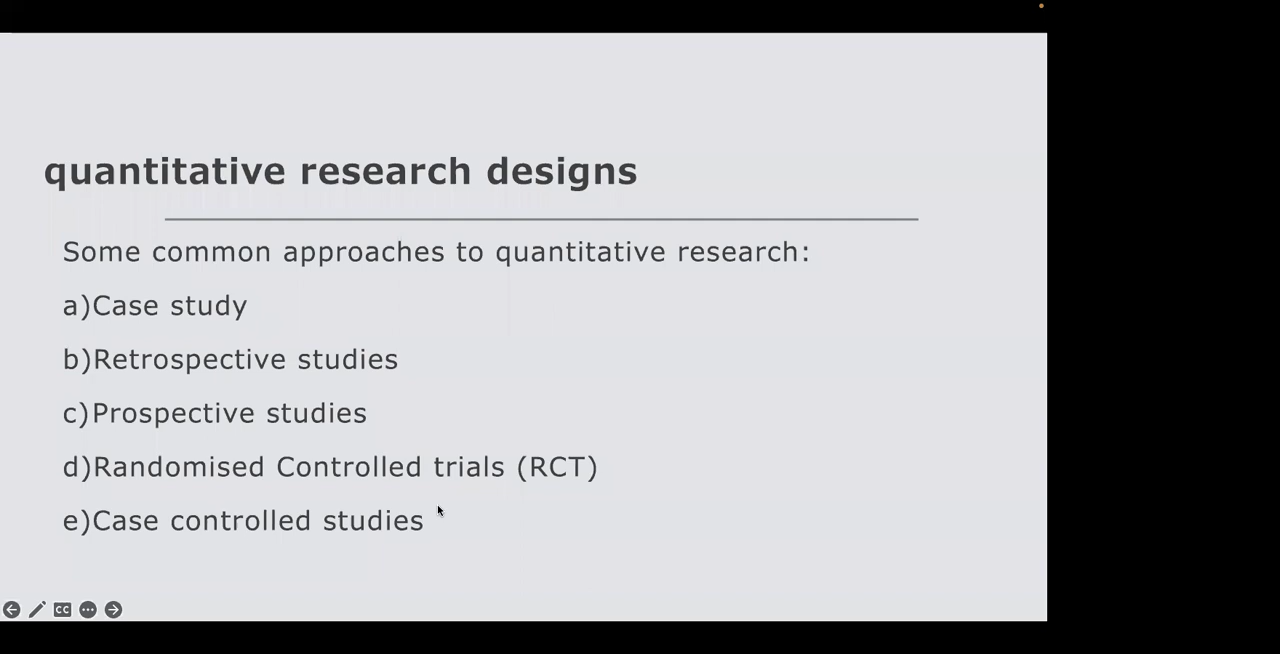 quantitative research designs
Some common approaches to quantitative research:
a)Case study
b)Retrospective studies
c)Prospective studies
d)Randomised Controlled trials (RCT)
e)Case controlled studies
CC